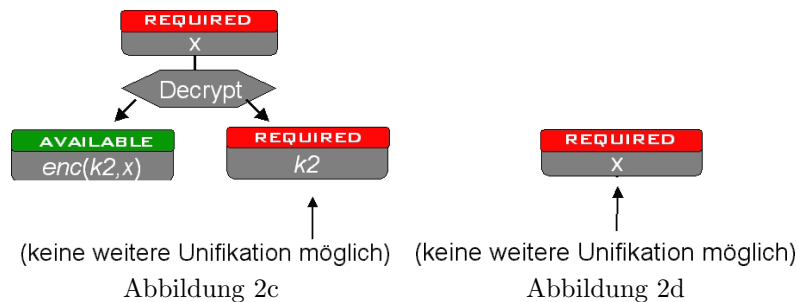 REQUIRED
x
Decrypt
AVAILABLE
enc(k2,x)
REQUIRED
k2
(keine weitere Unifikation möglich)
Abbildung 2c
REQUIRED
x
(keine weitere Unifikation möglich)
Abbildung 2d